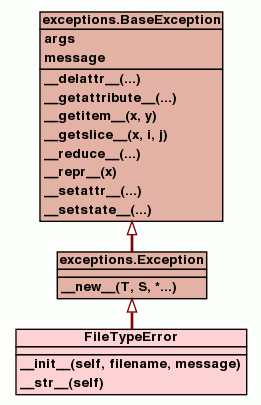 exceptions.BaseException
args
message
__delattr__(...)
__getattribute__(...)
__getitem__(x, y)
__getslice__(x, i, j)
__reduce__(...)
__repr__(x)
__setattr__(...)
__setstate__(...)
exceptions.Exception
__new__(T, S, *...)
FileTypeError
__init__(self, filename, message)
__str__(self)